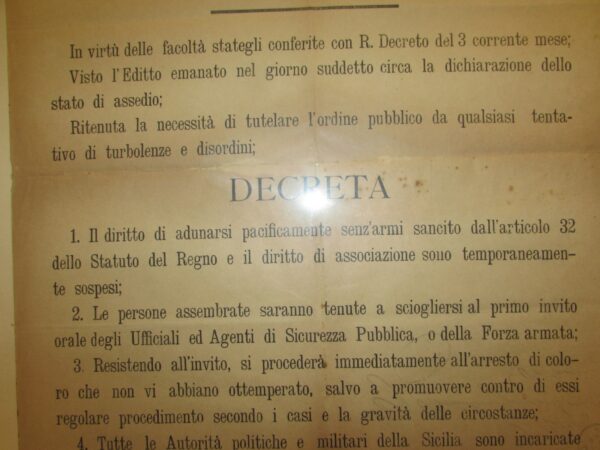 In virtù delle facoltà stategli conferite con R. Decreto del 3 corrente mese;
Visto l'Editto emanato nel giorno suddetto circa la dichiarazione dello
stato di assedio;
Ritenuta la necessità di tutelare l'ordine pubblico da qualsiasi tenta-
tivo di turbolenze e disordini;
DECRETA
1. Il diritto di adunarsi pacificamente senz'armi sancito dall'articolo 32
dello Statuto del Regno e il diritto di associazione sono temporaneamen-
te sospesi;
2. Le persone assembrate saranno tenute a sciogliersi al primo invito
orale degli Ufficiali ed Agenti di Sicurezza Pubblica, o della Forza armata;
3. Resistendo all'invito, si procederà immediatamente all'arresto di colo-
ro che non vi abbiano ottemperato, salvo a promuovere contro di essi
regolare procedimento secondo i casi e la gravità delle circostanze;
4. Tutte le Autorità politiche e militari della Sicilia sono incaricate